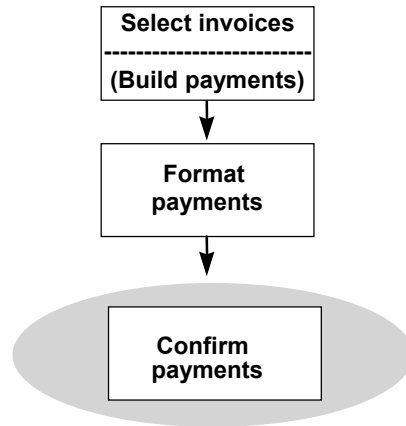 Select invoices
(Build payments)
Format
payments
Confirm
payments